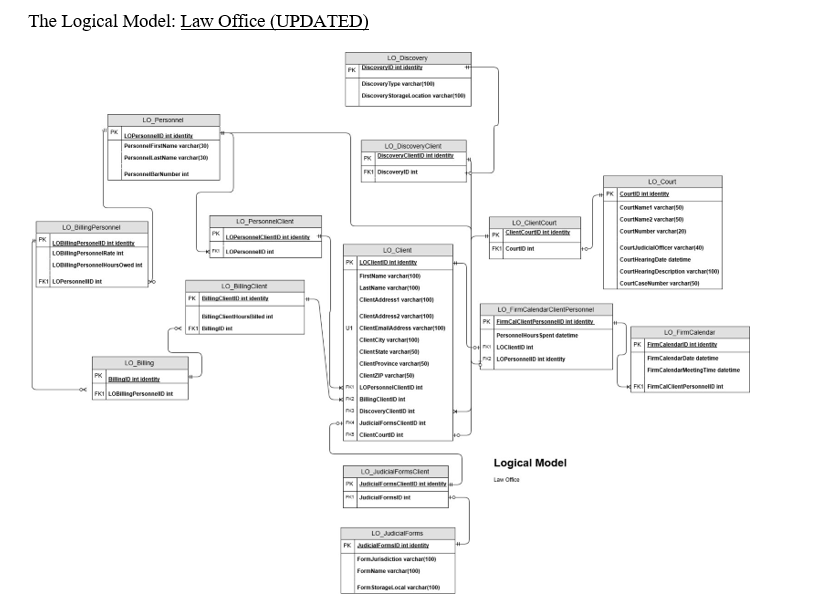 The Logical Model: Law Office (UPDATED)
LO_Discovery
PK DiscoveryID int identity
DiscoveryType varchar(100)
DiscoveryStorageLocation varchar(100)
LO_Personnel
PK LOPersonnelID int identity
PersonnelFirstName varchar(30)
PersonnelLastName varchar(30)
PersonnelBarNumber int
LO_DiscoveryClient
PK DiscoveryClientID int identity
FK1 DiscoveryID int
LO_Court
PK CourtID int identity
CourtName1 varchar(50)
CourtName2 varchar(50)
CourtNumber varchar(20)
CourtJudicialOfficer varchar(40)
CourtHearingDate datetime
CourtHearingDescription varchar(100)
CourtCaseNumber varchar(50)
LO_BillingPersonnel
PK LOBillingPersonellD int identity
LOBillingPersonnelRate int
LOBillingPersonnelHoursOwed int
FK1 LOPersonnelID int
LO_PersonnelClient
PK LOPersonnelClientID int identity
FK1 LOPersonnelID int
LO_ClientCourt
PK ClientCourtID int identity
FK1 CourtID int
LO_Client
PK LOClientID int identity
FirstName varchar(100)
LastName varchar(100)
ClientAddress1 varchar(100)
ClientAddress2 varchar(100)
U1 ClientEmailAddress varchar(100)
ClientCity varchar(100)
ClientState varchar(50)
ClientProvince varchar(50)
ClientZIP varchar(50)
FK1 LOPersonnelClientID int
FK2 BillingClientID int
FK3 DiscoveryClientID int
FK4 JudicialFormsClientID int
FK5 ClientCourtID int
LO_BillingClient
PK BillingClientID int identity
BillingClientHoursBilled int
FK1 BillingID int
LO_FirmCalendarClientPersonnel
PK FirmCalClientPersonnelID int identity
PersonnelHoursSpent datetime
FK1 LOClientID int
FK2 LOPersonnelID int identity
LO_FirmCalendar
PK FirmCalendarID int identity
FirmCalendarDate datetime
FirmCalendarMeetingTime datetime
FK1 FirmCalClientPersonnelID int
LO_Billing
PK BillingID int identity
FK1 LOBillingPersonnelID int
LO_JudicialFormsClient
PK JudicialFormsClientID int identity
FK1 JudicialFormsID int
Logical Model
Law Office
LO_JudicialForms
PK JudicialFormsID int identity
FormJurisdiction varchar(100)
FormName varchar(100)
FormStorageLocal varchar(100)